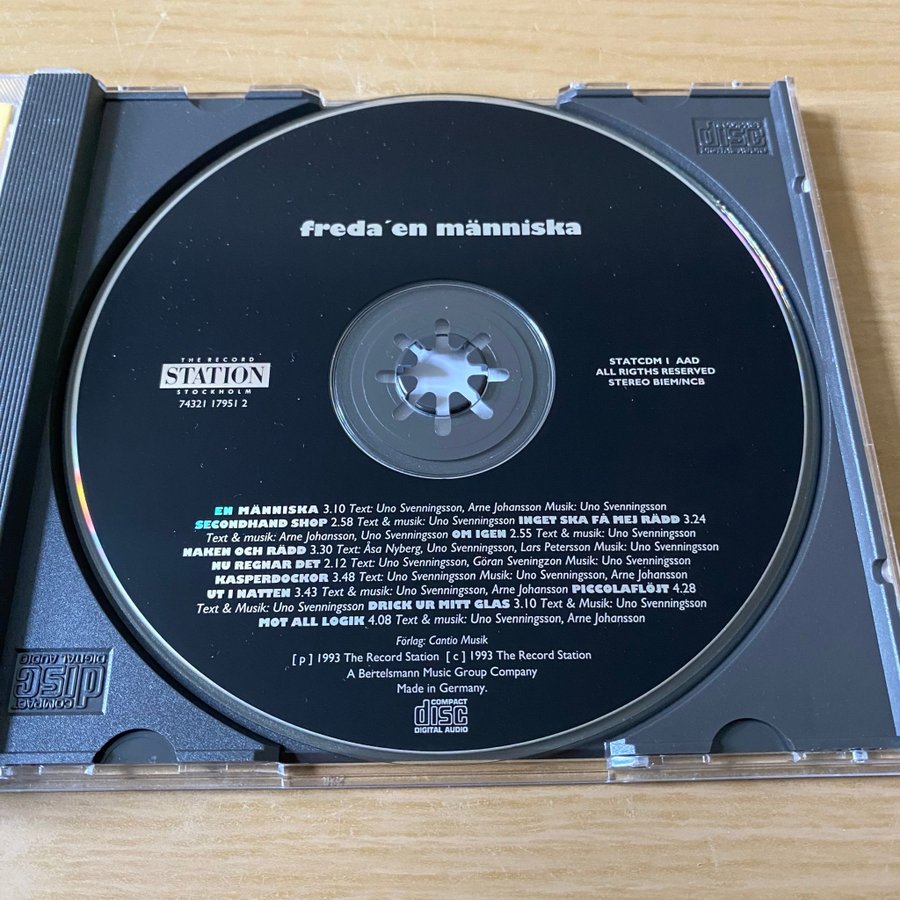 COMPACT
disc
DIGITAL AUDIO
freda´en människa
THE RECORD
STATION
STOCKHOLM
74321 17951 2
STATCDM 1 AAD
ALL RIGTHS RESERVED
STEREO BIEM/NCB
EN MÄNNISKA 3.10 Text: Uno Svenningsson, Arne Johansson Musik: Uno Svenningsson
SECONDHAND SHOP 2.58 Text & musik: Uno Svenningsson INGET SKA FÅ MEJ RÄDD 3.24
Text & musik: Arne Johansson, Uno Svenningsson OM IGEN 2.55 Text & musik: Uno Svenningsson
NAKEN OCH RÄDD 3.30 Text: Åsa Nyberg, Uno Svenningsson, Lars Petersson Musik: Uno Svenningsson
NU REGNAR DET 2.12 Text: Uno Svenningsson, Göran Sveningzon Musik: Uno Svenningsson
KASPERDOCKOR 3.48 Text: Uno Svenningsson Musik: Uno Svenningsson, Arne Johansson
UT I NATTEN 3.43 Text & musik: Uno Svenningsson, Arne Johansson PICCOLAFLÖJT 4.28
Text & Musik: Uno Svenningsson DRICK UR MITT GLAS 3.10 Text & Musik: Uno Svenningsson
MOT ALL LOGIK 4.08 Text: Uno Svenningsson, Arne Johansson
Förlag: Cantio Musik
[ p ] 1993 The Record Station [ c ] 1993 The Record Station
A Bertelsmann Music Group Company
Made in Germany.
COMPACT
disc
DIGITAL AUDIO
COMPACT
disc
DIGITAL AUDIO